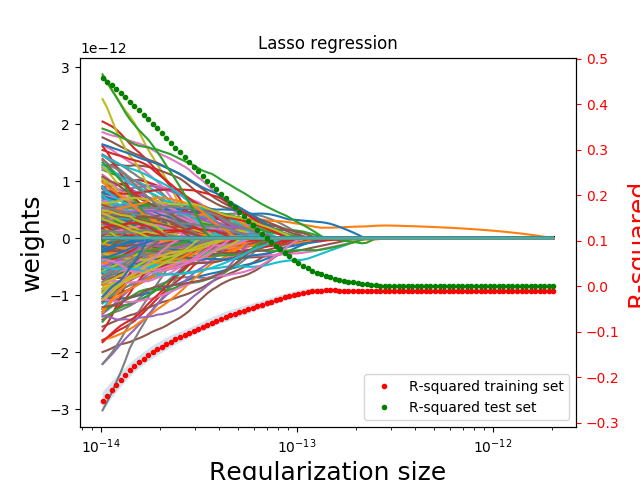 Lasso regression
1e−12
3
2
1
0
−1
−2
−3
weights
0.5
0.4
0.3
0.2
0.1
0.0
−0.1
−0.2
−0.3
R-squared
R-squared training set
R-squared test set
10⁻¹⁴
10⁻¹³
10⁻¹²
Regularization size